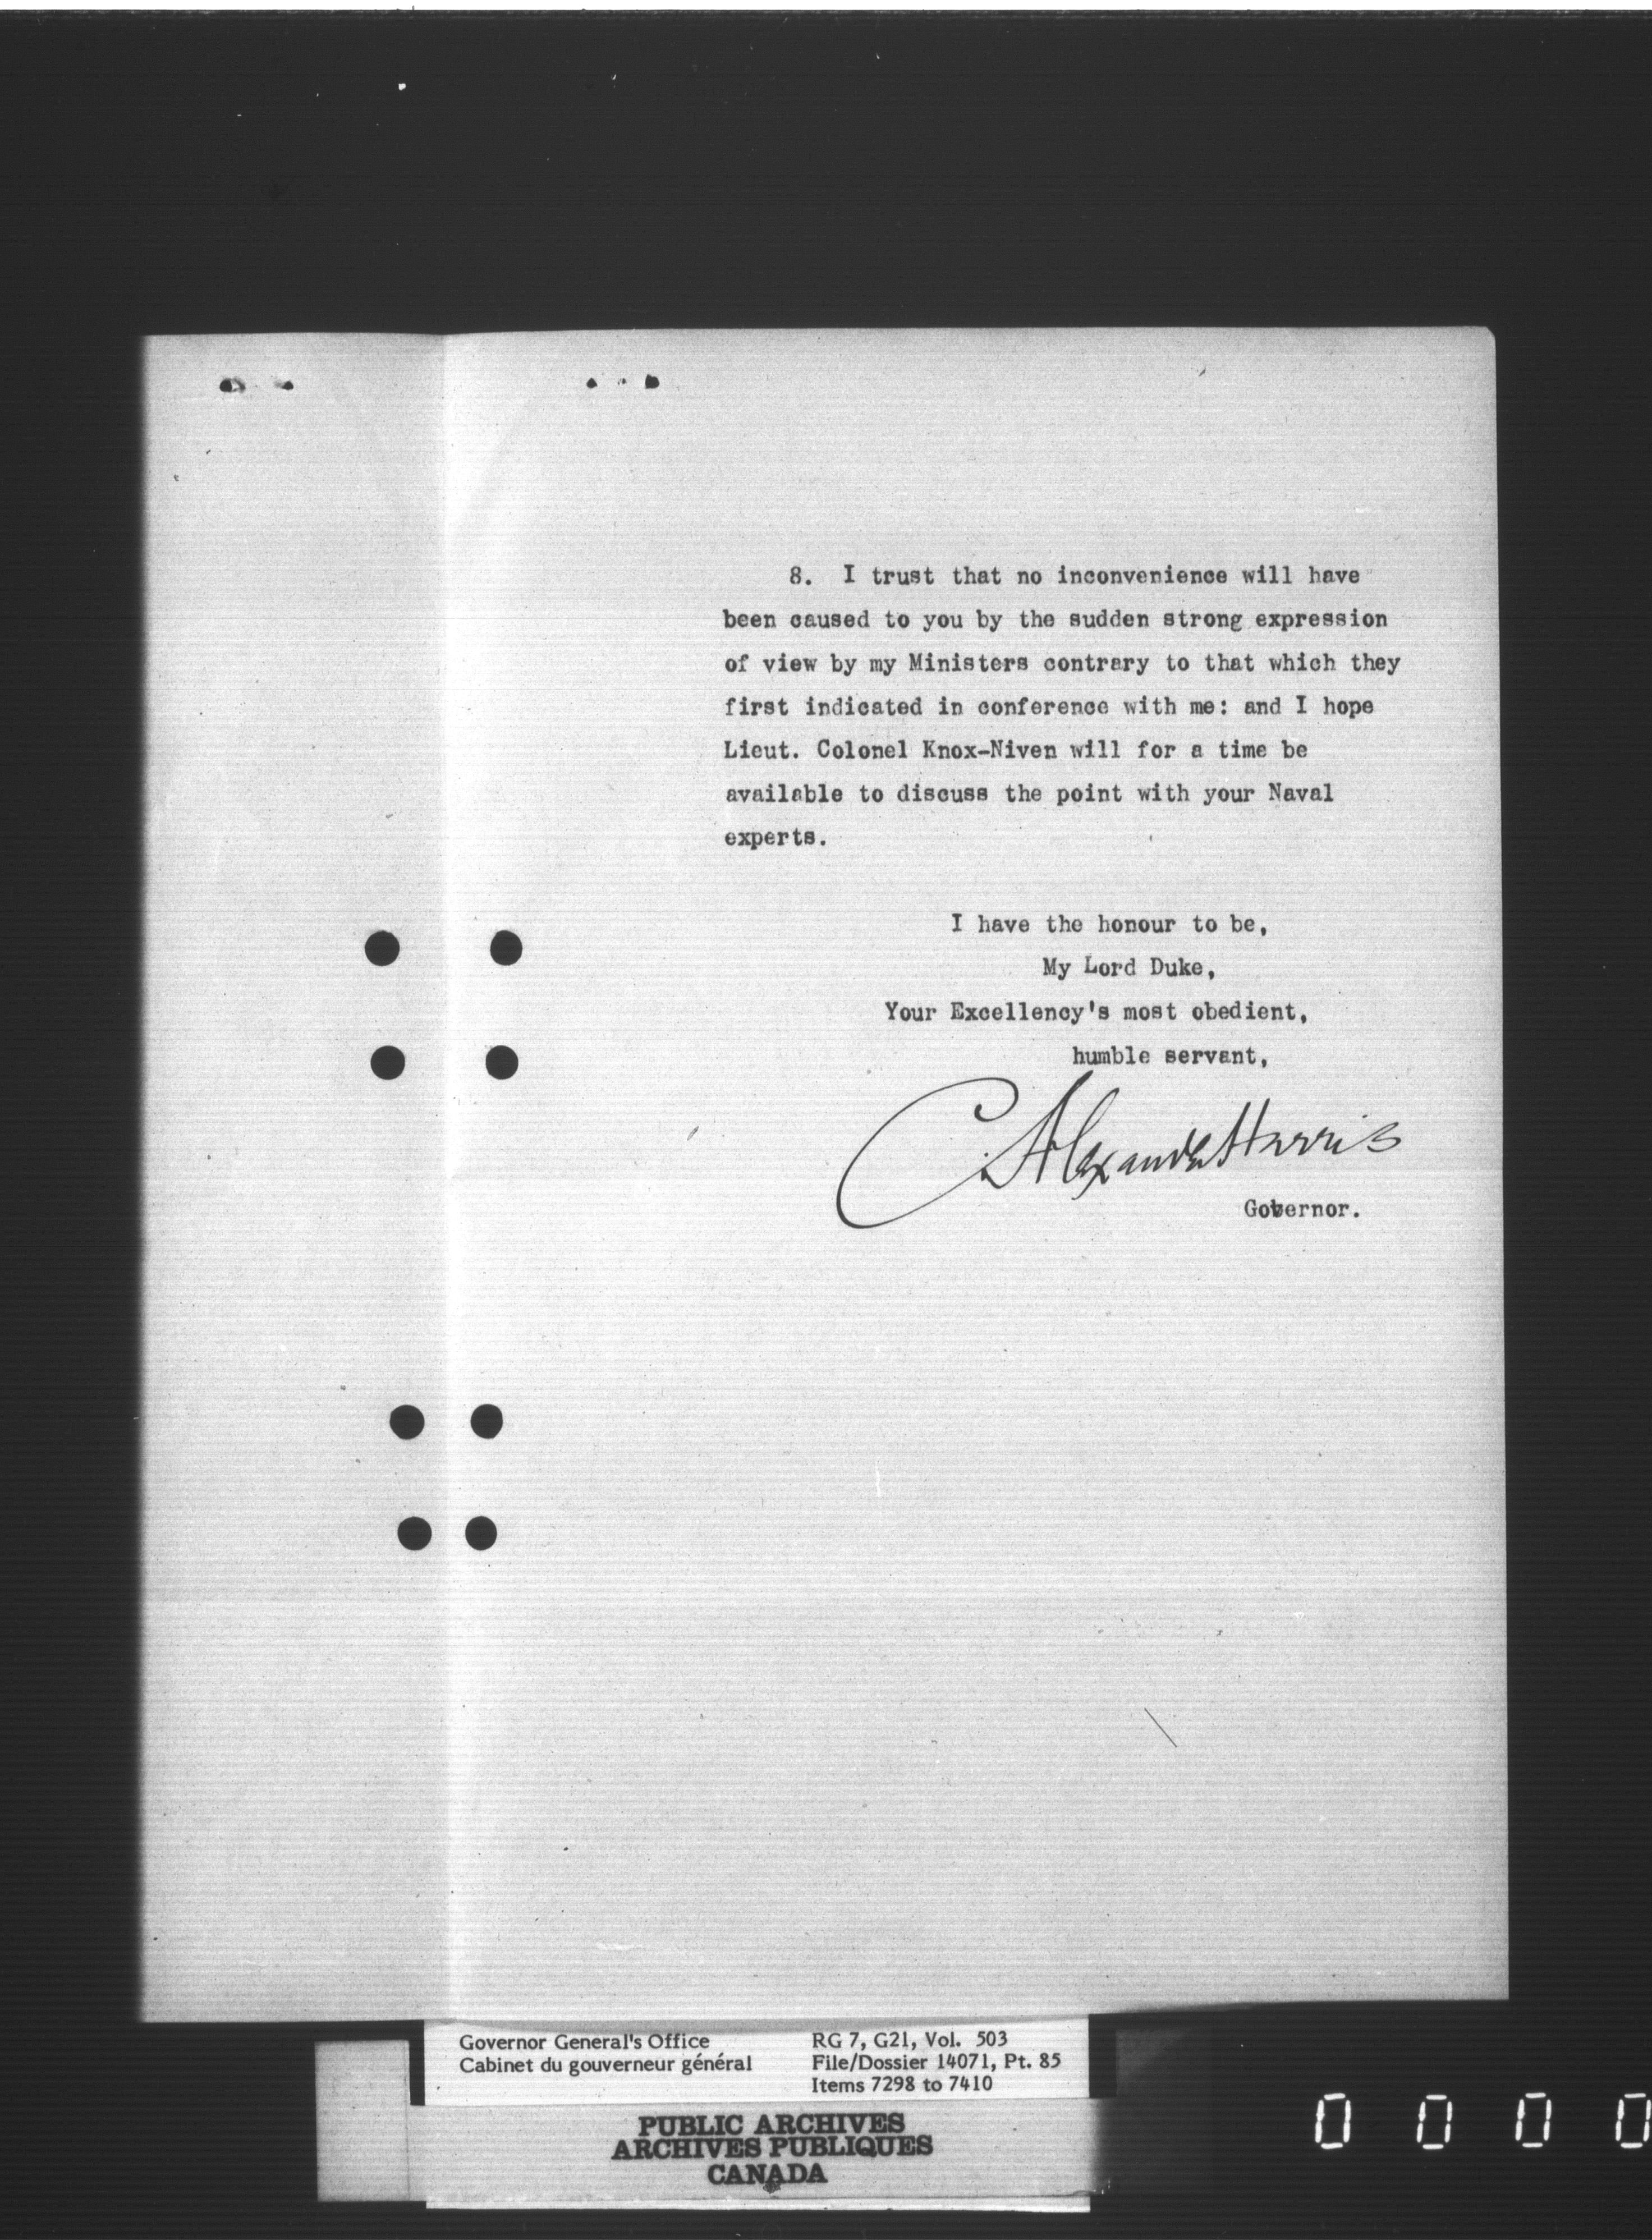 8. I trust that no inconvenience will have
been caused to you by the sudden strong expression
of view by my Ministers contrary to that which they
first indicated in conference with me: and I hope
Lieut. Colonel Knox-Niven will for a time be
available to discuss the point with your Naval
experts.
I have the honour to be,
My Lord Duke,
Your Excellency's most obedient,
humble servant,
C. Alexander Harris
Governor.
Governor General's Office
Cabinet du gouverneur général
RG 7, G21, Vol. 503
File/Dossier 14071, Pt. 85
Items 7298 to 7410
PUBLIC ARCHIVES
ARCHIVES PUBLIQUES
CANADA
0 0 0 0